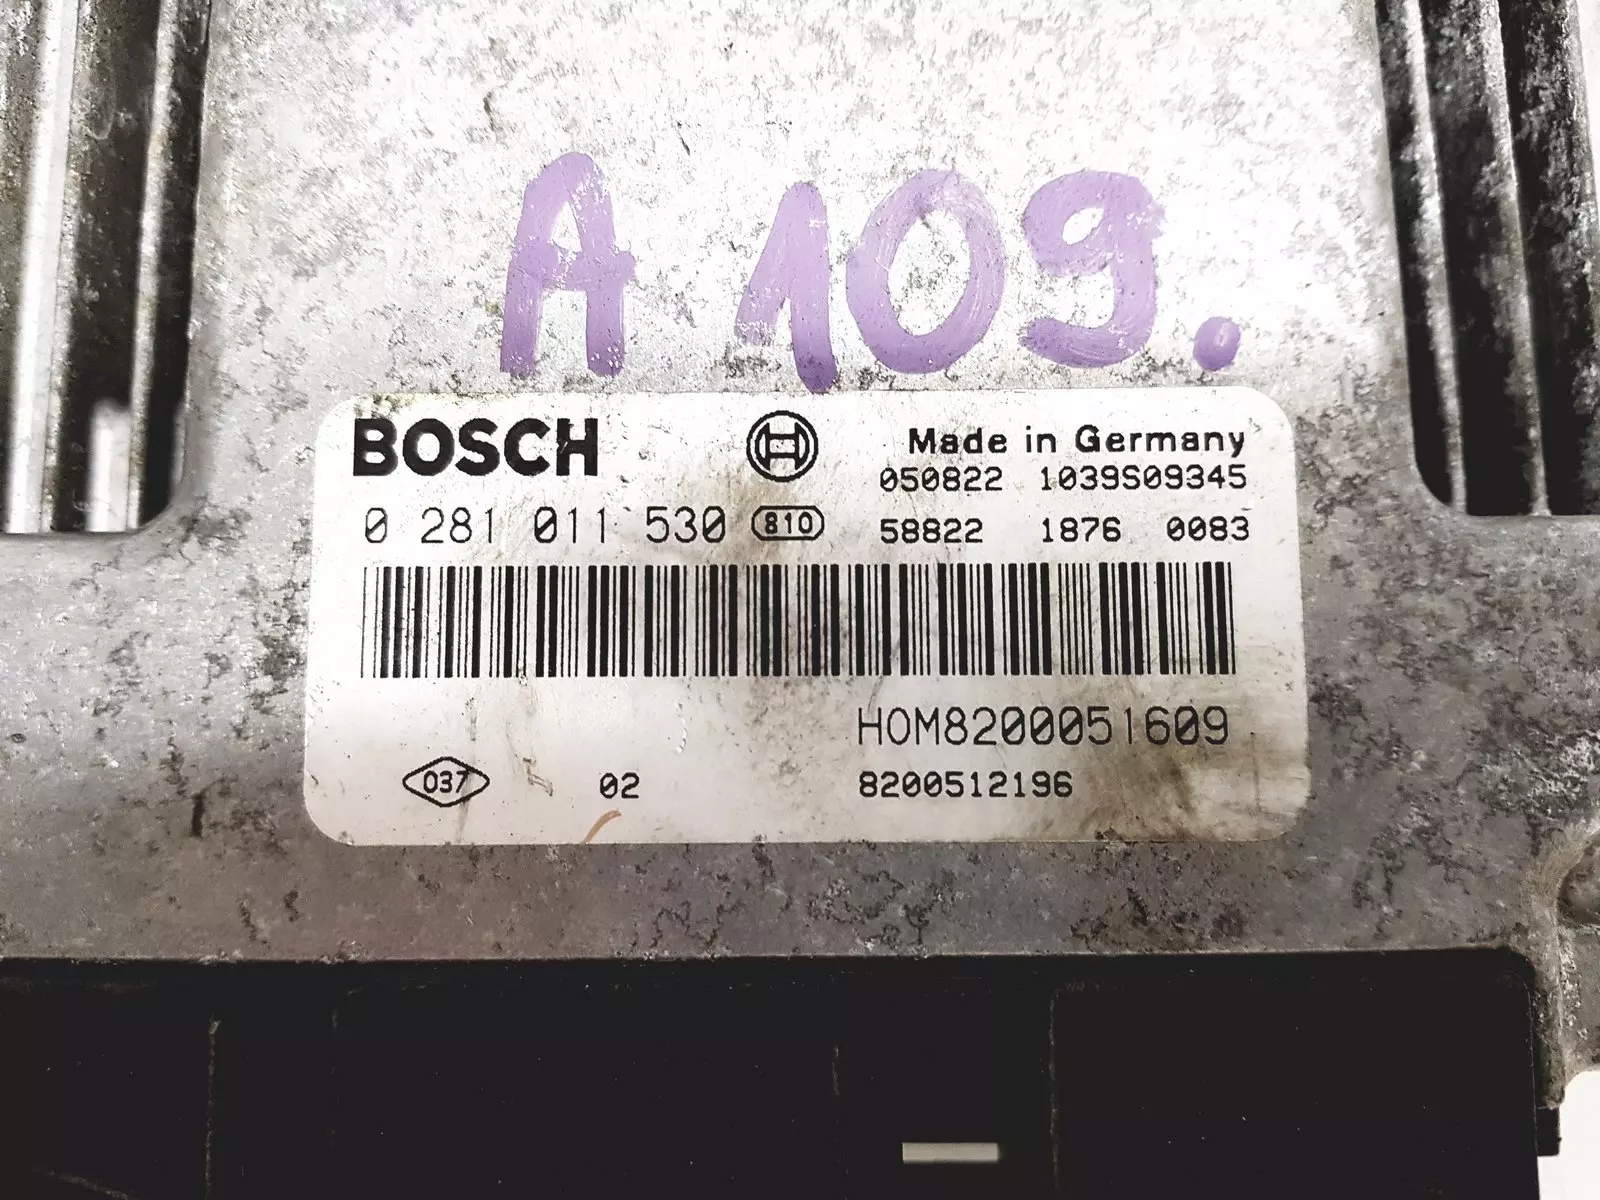 A 109.
BOSCH
Made in Germany
050822 1039S09345
0 281 011 530 810
58822 1876 0083
HOM8200051609
037 02 8200512196